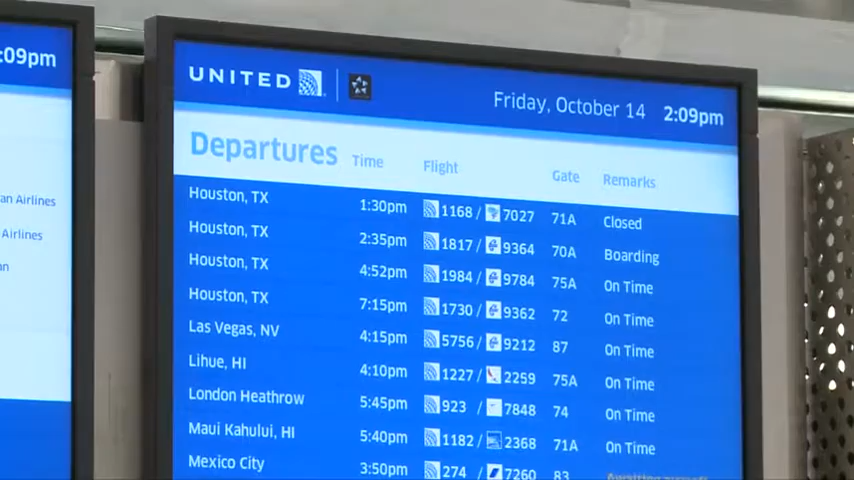 :09pm
an Airlines
Airlines
an
UNITED
Friday, October 14 2:09pm
Departures Time Flight Gate Remarks
Houston, TX 1:30pm 1168 / 7027 71A Closed
Houston, TX 2:35pm 1817 / 9364 70A Boarding
Houston, TX 4:52pm 1984 / 9784 75A On Time
Houston, TX 7:15pm 1730 / 9362 72 On Time
Las Vegas, NV 4:15pm 5756 / 9212 87 On Time
Lihue, HI 4:10pm 1227 / 2259 75A On Time
London Heathrow 5:45pm 923 / 7848 74 On Time
Maui Kahului, HI 5:40pm 1182 / 2368 71A On Time
Mexico City 3:50pm 274 / 7260 83 Awaiting aircraft